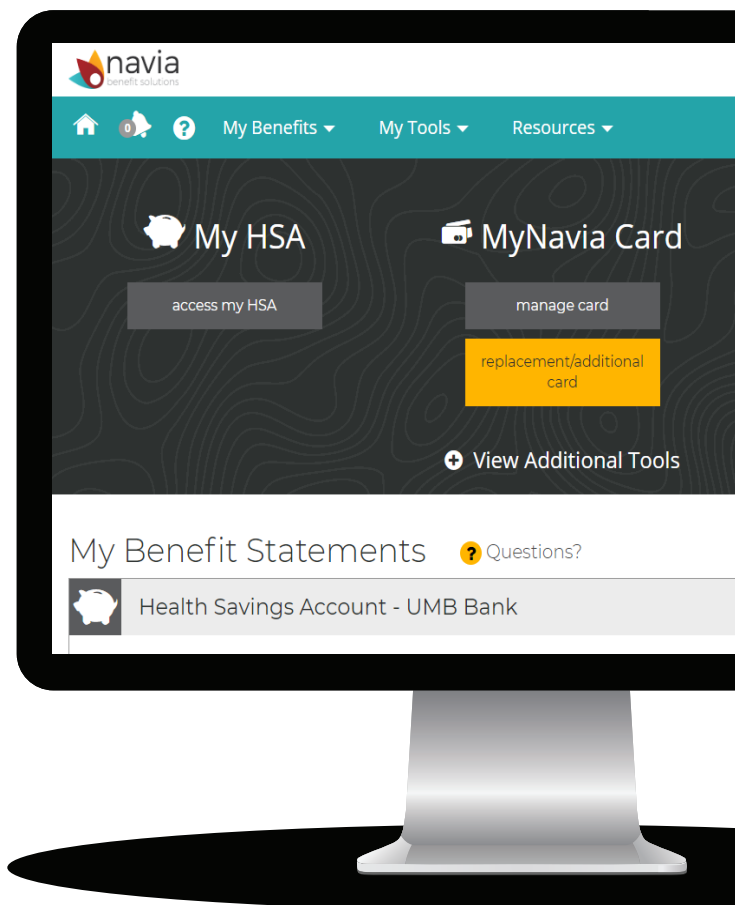 navia
benefit solutions
0
?
My Benefits
My Tools
Resources
My HSA
MyNavia Card
access my HSA
manage card
replacement/additional
card
View Additional Tools
My Benefit Statements
? Questions?
Health Savings Account - UMB Bank